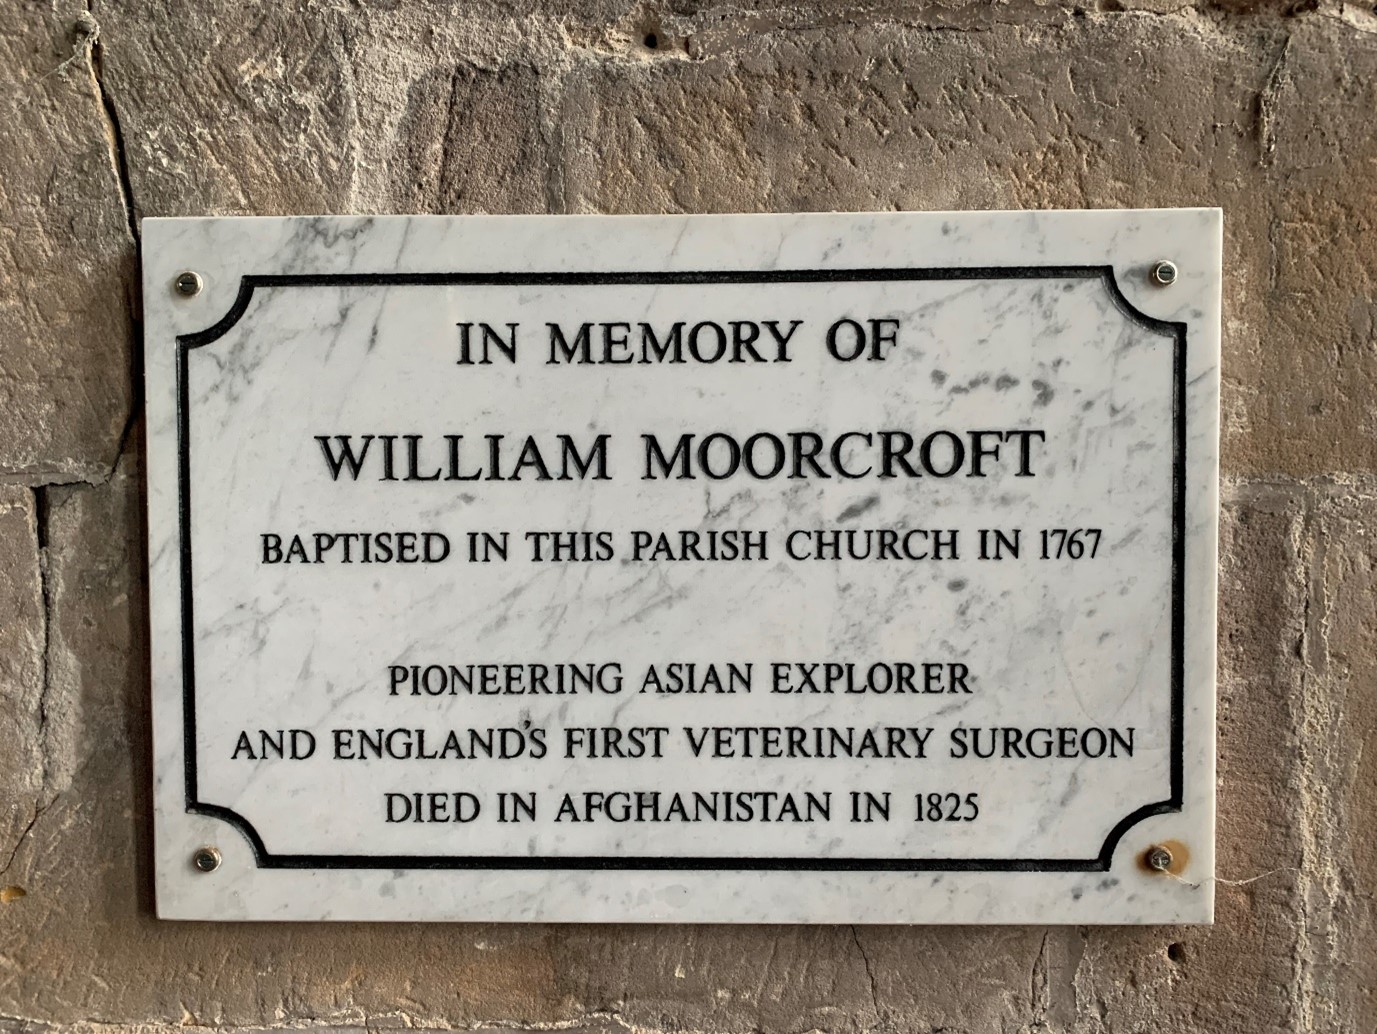 IN MEMORY OF
WILLIAM MOORCROFT
BAPTISED IN THIS PARISH CHURCH IN 1767
PIONEERING ASIAN EXPLORER
AND ENGLAND'S FIRST VETERINARY SURGEON
DIED IN AFGHANISTAN IN 1825